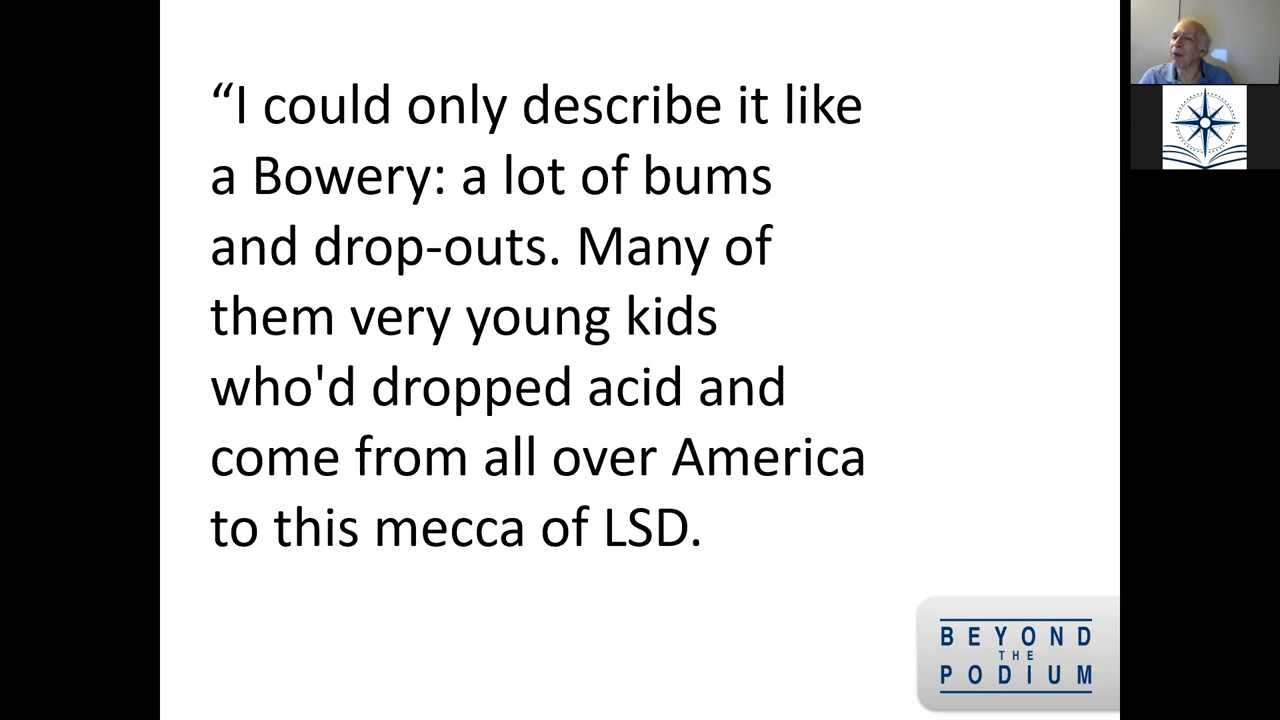 “I could only describe it like
a Bowery: a lot of bums
and drop-outs. Many of
them very young kids
who'd dropped acid and
come from all over America
to this mecca of LSD.
BEYOND
THE
PODIUM